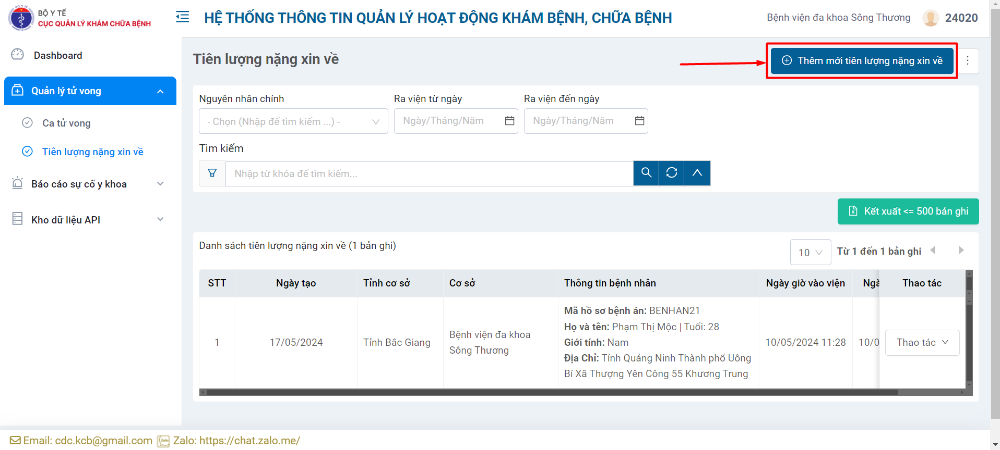 BỘ Y TẾ
CỤC QUẢN LÝ KHÁM CHỮA BỆNH
HỆ THỐNG THÔNG TIN QUẢN LÝ HOẠT ĐỘNG KHÁM BỆNH, CHỮA BỆNH
Bệnh viện đa khoa Sông Thương
24020
Dashboard
Quản lý tử vong
Ca tử vong
Tiên lượng nặng xin về
Báo cáo sự cố y khoa
Kho dữ liệu API
Tiên lượng nặng xin về
Thêm mới tiên lượng nặng xin về
Nguyên nhân chính
Ra viện từ ngày
Ra viện đến ngày
- Chọn (Nhập để tìm kiếm ...) -
Ngày/Tháng/Năm
Ngày/Tháng/Năm
Tìm kiếm
Nhập từ khóa để tìm kiếm...
Kết xuất <= 500 bản ghi
Danh sách tiên lượng nặng xin về (1 bản ghi)
10
Từ 1 đến 1 bản ghi
STT
Ngày tạo
Tỉnh cơ sở
Cơ sở
Thông tin bệnh nhân
Ngày giờ vào viện
Ngà
Thao tác
1
17/05/2024
Tỉnh Bắc Giang
Bệnh viện đa khoa
Sông Thương
Mã hồ sơ bệnh án: BENHAN21
Họ và tên: Phạm Thị Mộc | Tuổi: 28
Giới tính: Nam
Địa Chỉ: Tỉnh Quảng Ninh Thành phố Uông
Bí Xã Thượng Yên Công 55 Khương Trung
10/05/2024 11:28
10/0
Thao tác
Email: cdc.kcb@gmail.com
Zalo: https://chat.zalo.me/